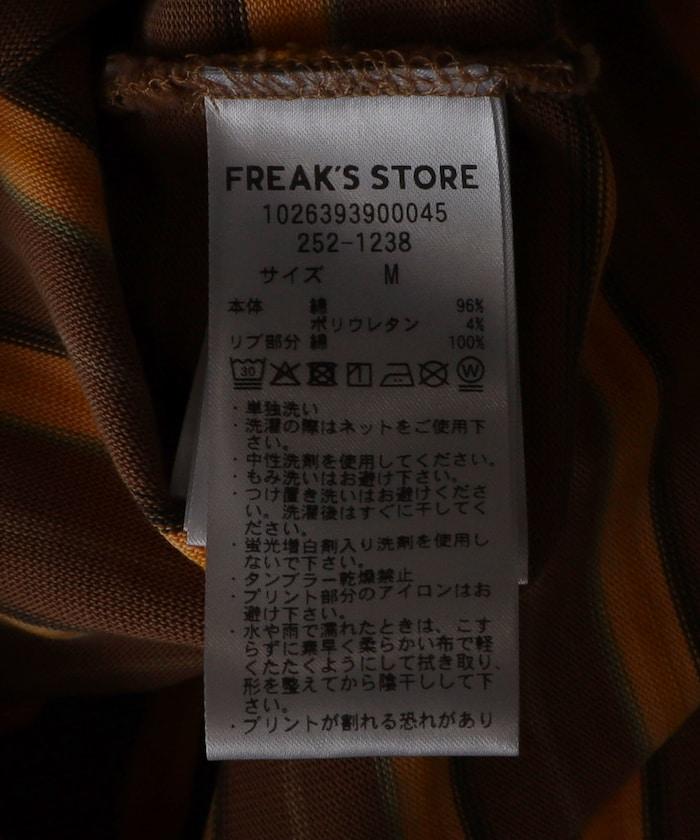 FREAK'S STORE
1026393900045
252-1238
サイズ M
本体 綿 96%
ポリウレタン 4%
リブ部分 綿 100%
30 W
・単独洗い
・洗濯の際はネットをご使用下
さい。
・中性洗剤を使用してください。
・もみ洗いはお避け下さい。
・つけ置き洗いはお避けくださ
い。洗濯後はすぐに干してく
ださい。
・蛍光増白剤入り洗剤を使用し
ないで下さい。
・タンブラー乾燥禁止
・プリント部分のアイロンはお
避け下さい。
・水や雨で濡れたときは、こす
らずに素早く柔らかい布で軽
くたたくようにして拭き取り、
形を整えてから陰干しして下
さい。
・プリントが割れる恐れがあり